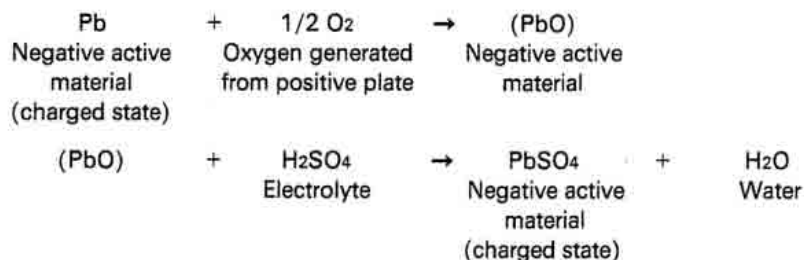 Pb + 1/2 O2 → (PbO)
Negative active Oxygen generated Negative active
material from positive plate material
(charged state)
(PbO) + H2SO4 → PbSO4 + H2O
Electrolyte Negative active Water
material
(charged state)